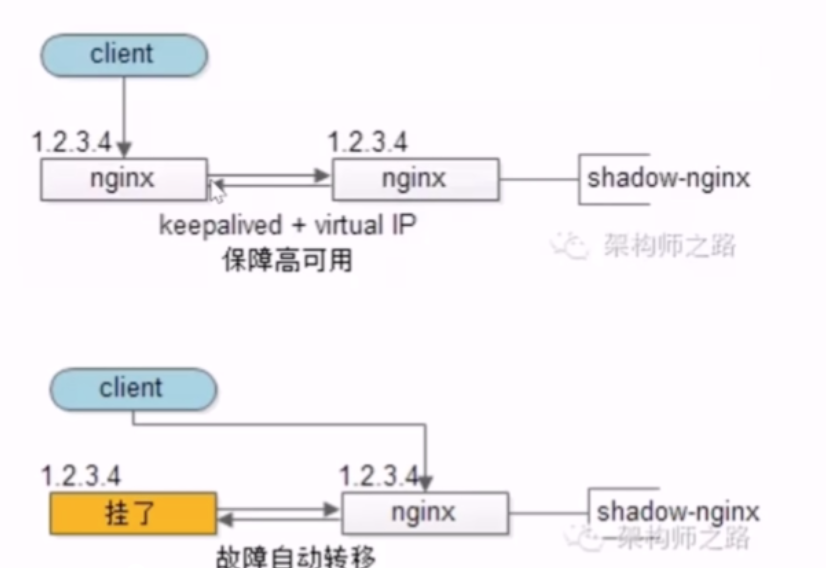 client
1.2.3.4
1.2.3.4
nginx
nginx
shadow-nginx
keepalived + virtual IP
架构师之路
保障高可用
client
1.2.3.4
1.2.3.4
挂了
nginx
shadow-nginx
架构师之路
故障自动转移